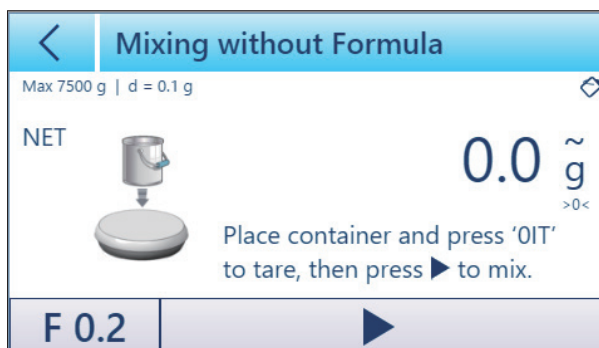 Mixing without Formula
Max 7500 g | d = 0.1 g
NET
0.0 ~ g
>0<
Place container and press '0IT'
to tare, then press ▶ to mix.
F 0.2